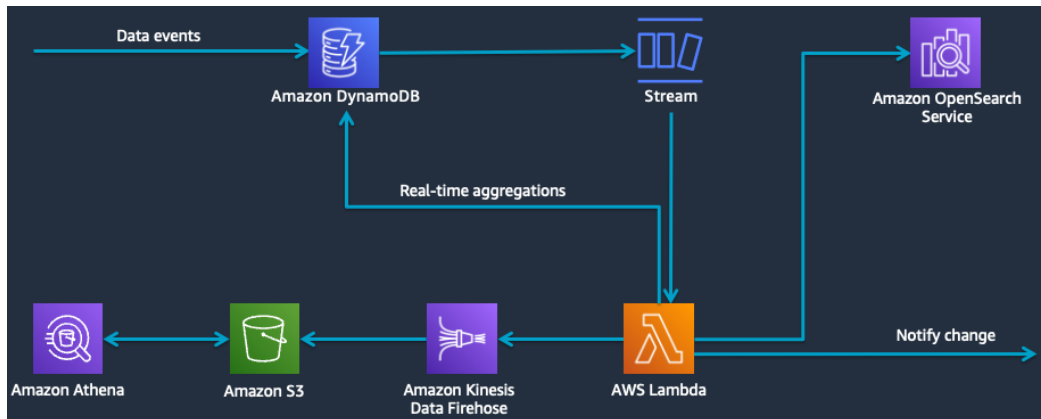 Data events
Amazon DynamoDB
Stream
Amazon OpenSearch
Service
Real-time aggregations
Notify change
Amazon Athena
Amazon S3
Amazon Kinesis
Data Firehose
AWS Lambda